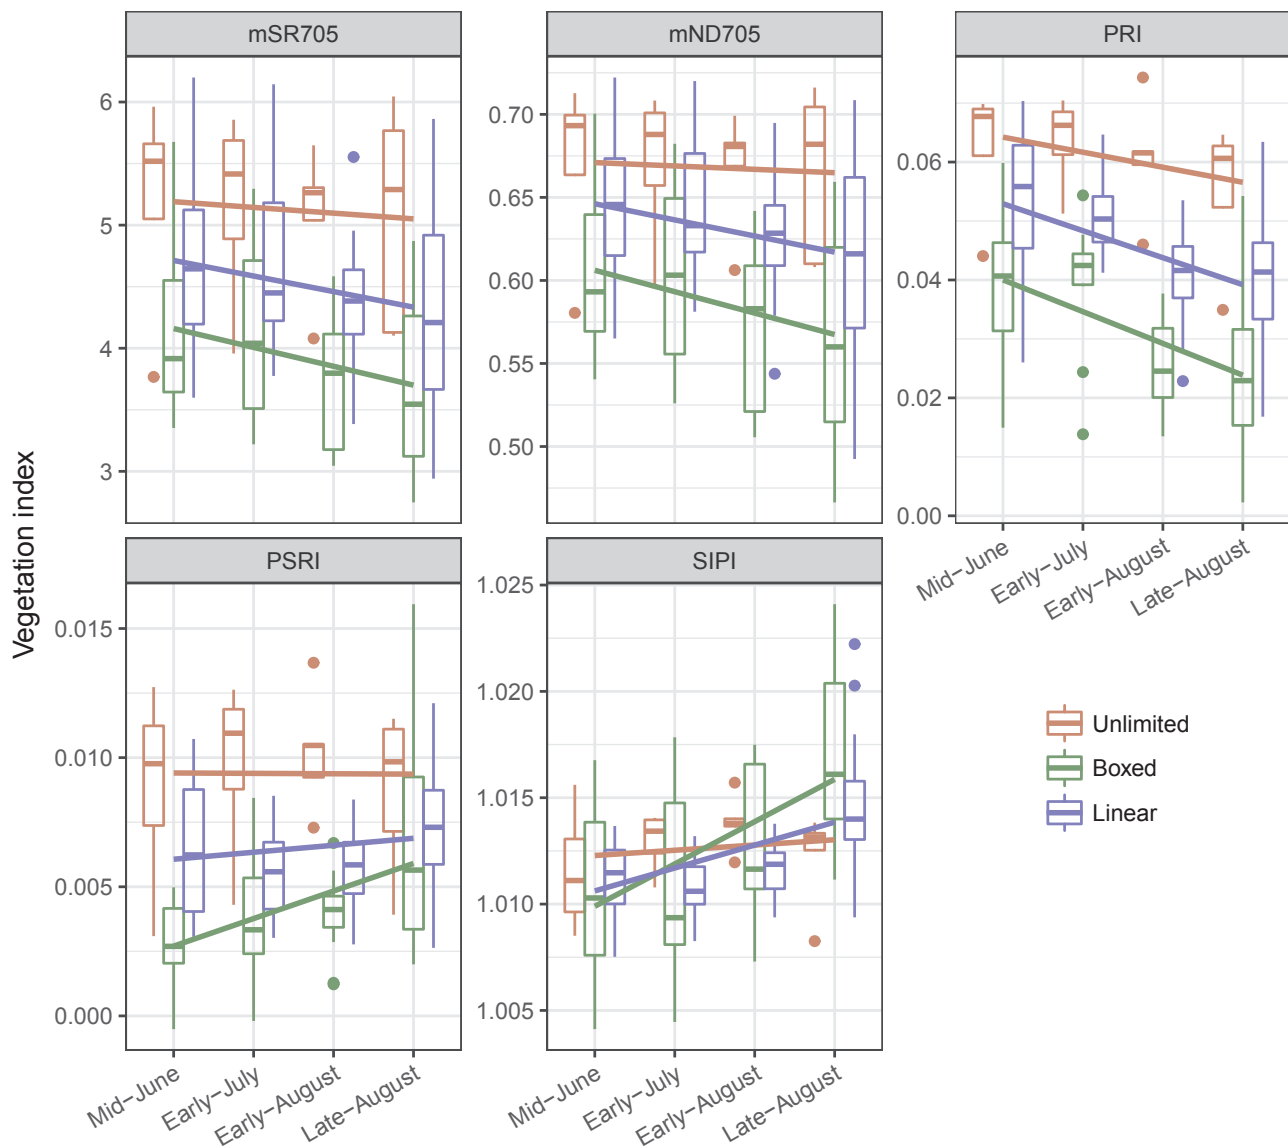 mSR705
mND705
PRI
6
5
4
3
0.70
0.65
0.60
0.55
0.50
0.06
0.04
0.02
0.00
Mid−June
Early−July
Early−August
Late−August
Vegetation index
PSRI
SIPI
0.015
0.010
0.005
0.000
1.025
1.020
1.015
1.010
1.005
Unlimited
Boxed
Linear
Mid−June
Early−July
Early−August
Late−August
Mid−June
Early−July
Early−August
Late−August